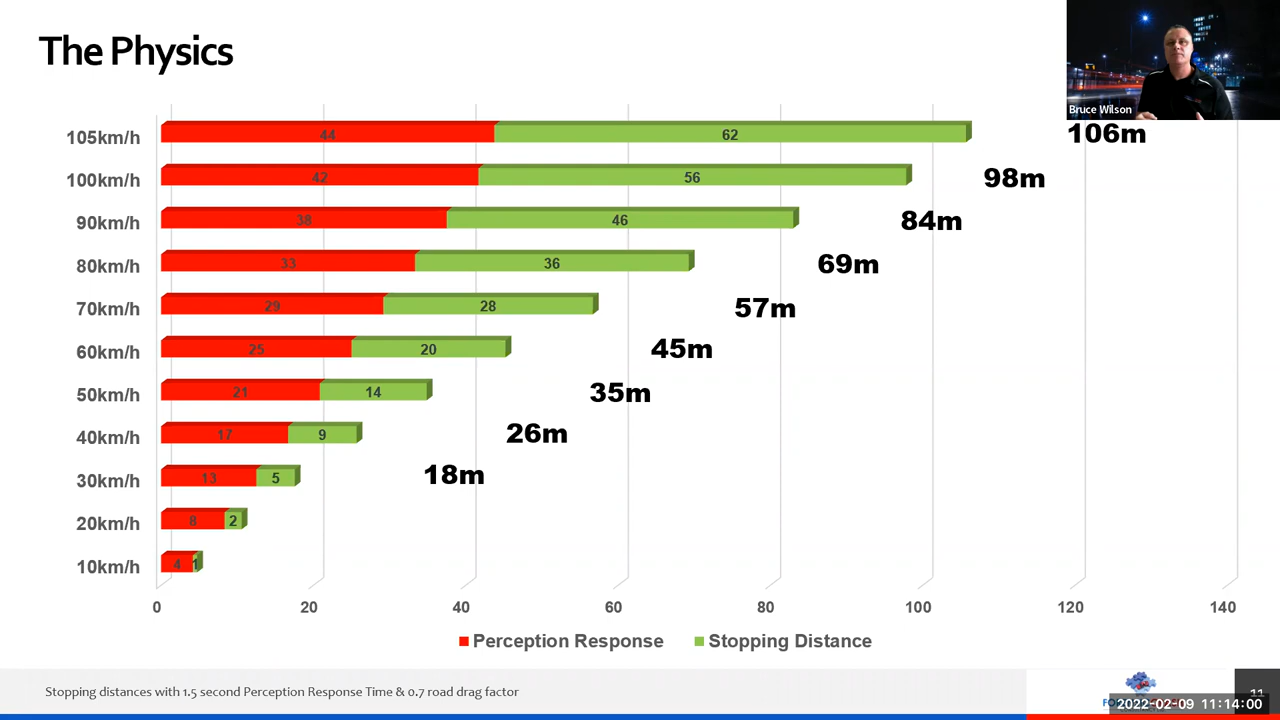 The Physics
Bruce Wilson
105km/h 44 62 106m
100km/h 42 56 98m
90km/h 38 46 84m
80km/h 33 36 69m
70km/h 29 28 57m
60km/h 25 20 45m
50km/h 21 14 35m
40km/h 17 9 26m
30km/h 13 5 18m
20km/h 8 2
10km/h 4 1
0 20 40 60 80 100 120 140
Perception Response Stopping Distance
Stopping distances with 1.5 second Perception Response Time & 0.7 road drag factor
11
2022-02-09 11:14:00